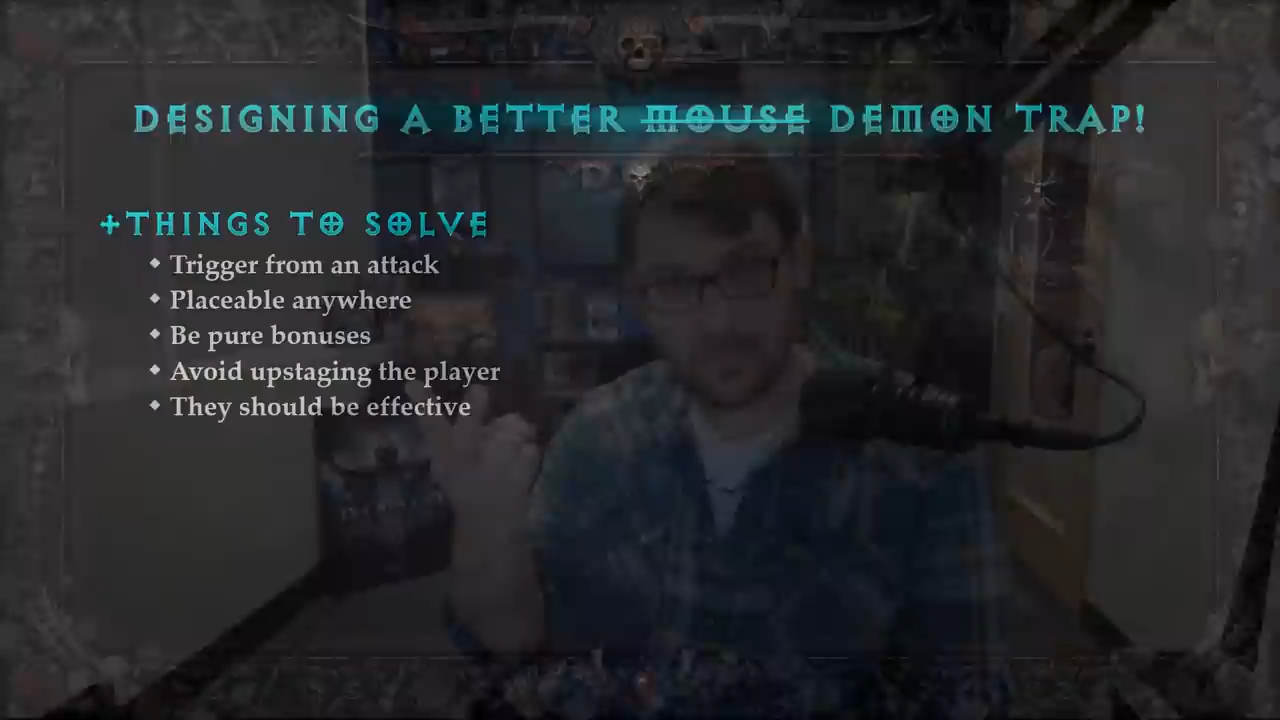 DESIGNING A BETTER MOUSE DEMON TRAP!
+THINGS TO SOLVE
◆ Trigger from an attack
◆ Placeable anywhere
◆ Be pure bonuses
◆ Avoid upstaging the player
◆ They should be effective